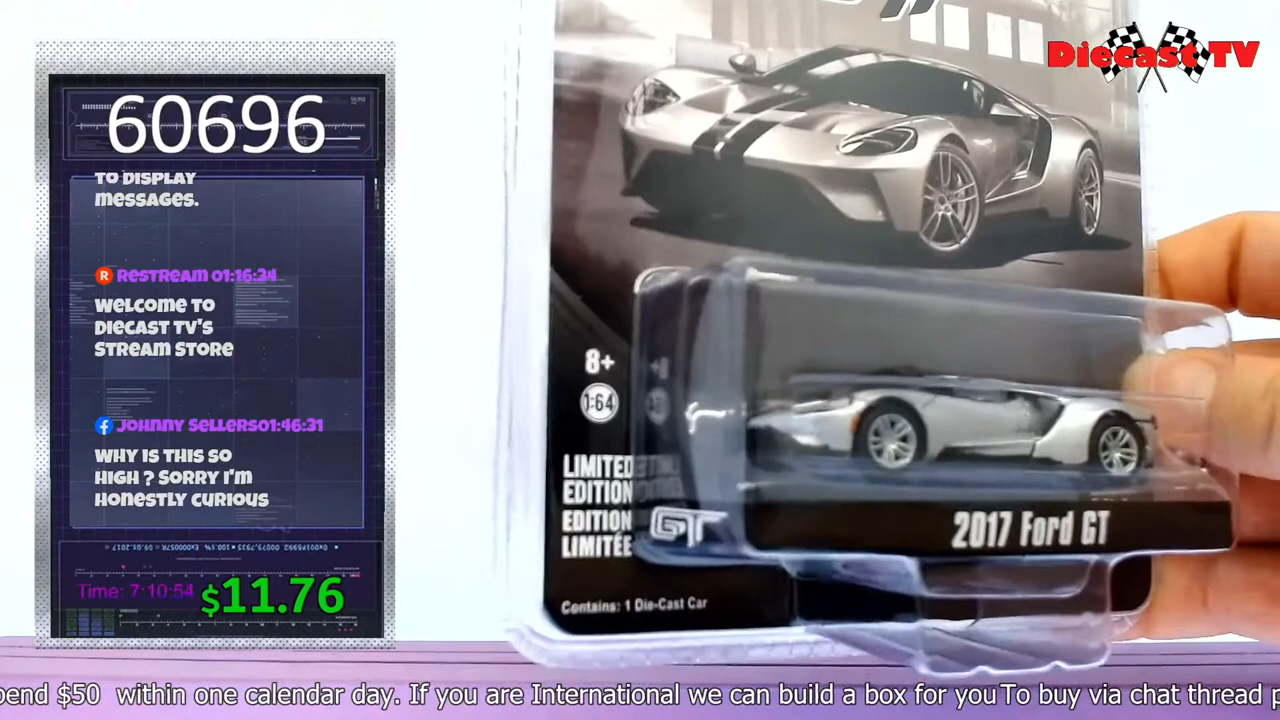 Diecast TV
60696
TO DISPLAY
MESSAGES.
Restream 01:16:34
WELCOME TO
DIECAST TV'S
STREAM STORE
Johnny Sellers01:46:31
WHY IS THIS SO
HIGH ? SORRY I'M
HONESTLY CURIOUS
Time: 7:10:54
$11.76
8+
1:64
LIMITED
EDITION
EDITION
LIMITÉE
GT
2017 Ford GT
Contains: 1 Die-Cast Car
pend $50 within one calendar day. If you are International we can build a box for you To buy via chat thread p